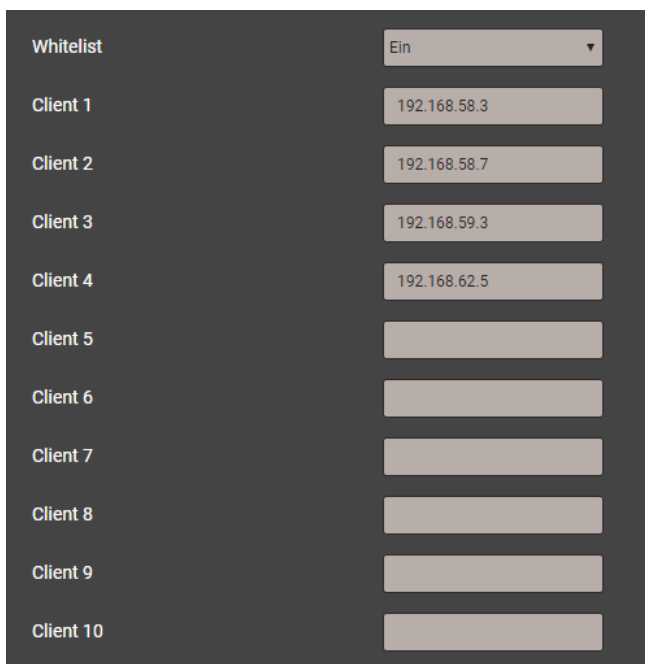 Whitelist Ein
Client 1 192.168.58.3
Client 2 192.168.58.7
Client 3 192.168.59.3
Client 4 192.168.62.5
Client 5
Client 6
Client 7
Client 8
Client 9
Client 10